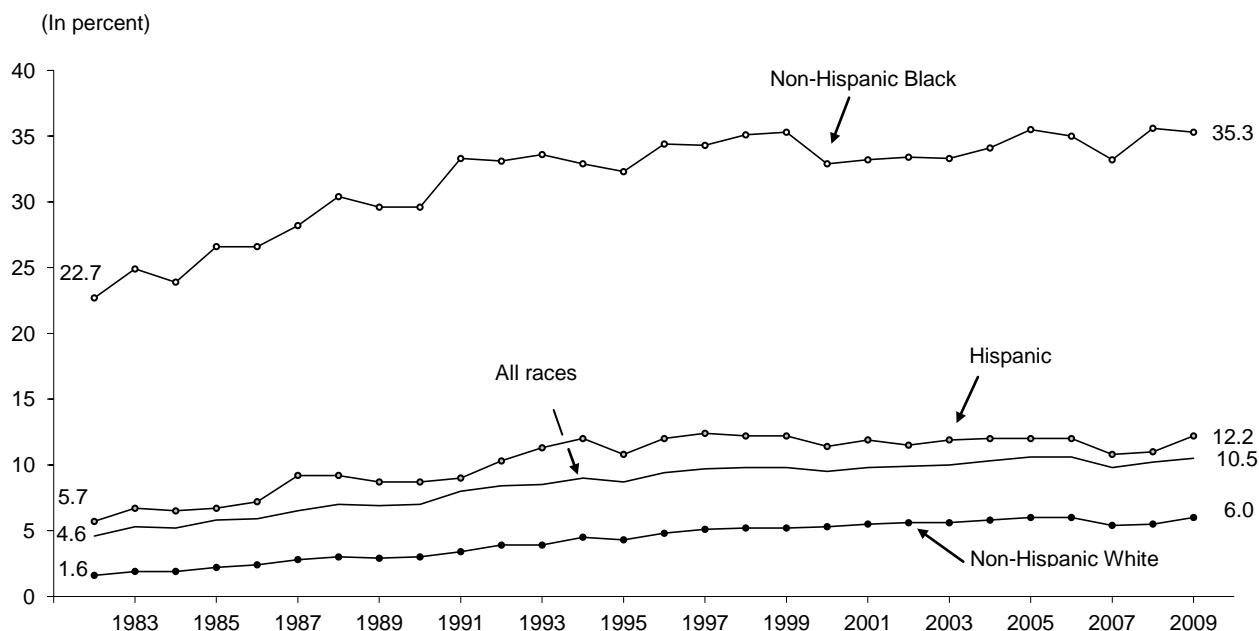 (In percent)
40
35
30
25
20
15
10
5
0
Non-Hispanic Black
35.3
22.7
Hispanic
All races
12.2
10.5
5.7
4.6
6.0
1.6
Non-Hispanic White
1983 1985 1987 1989 1991 1993 1995 1997 1999 2001 2003 2005 2007 2009